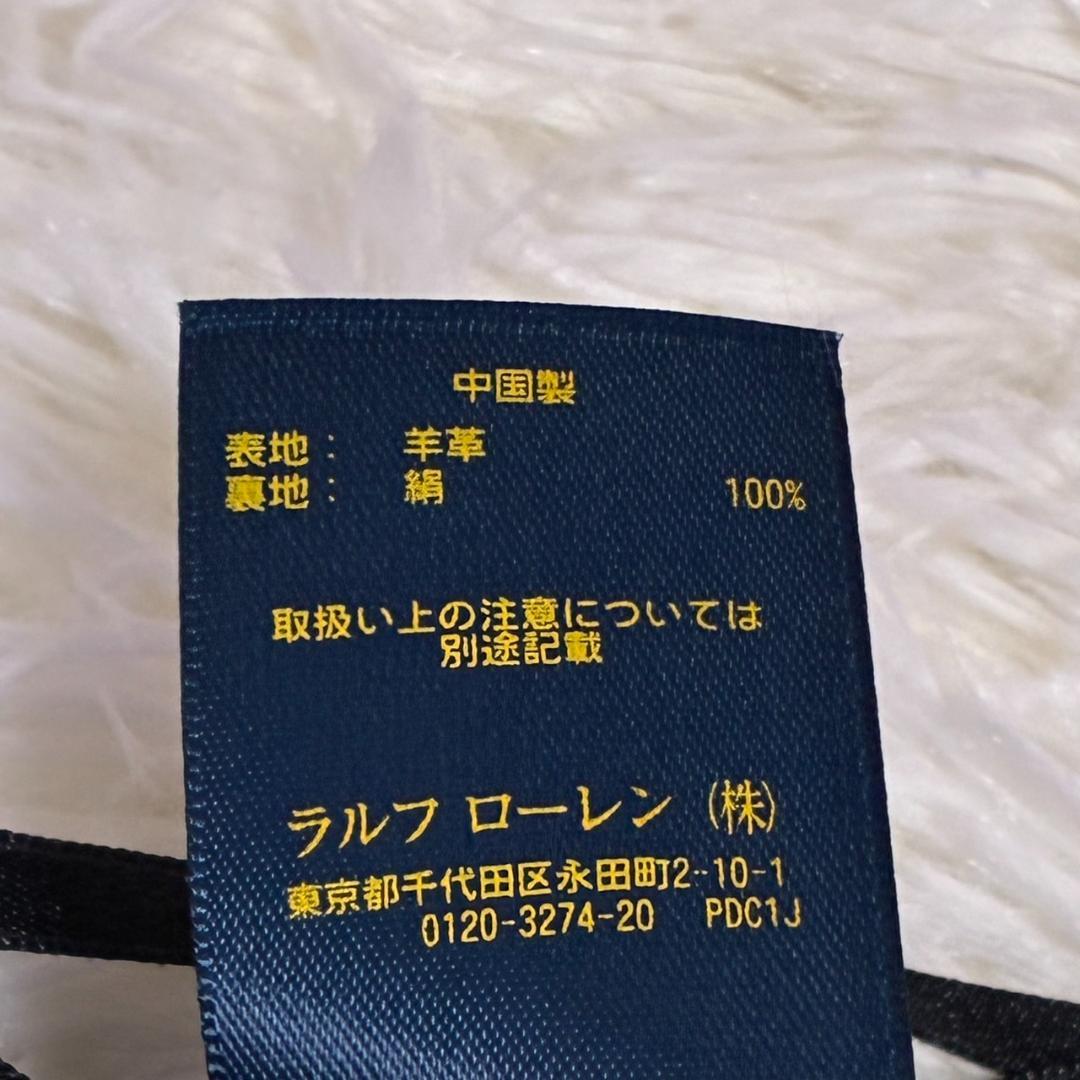 中国製
表地： 羊革
裏地： 絹 100%
取扱い上の注意については
別途記載
ラルフ ローレン (株)
東京都千代田区永田町2-10-1
0120-3274-20 PDC1J